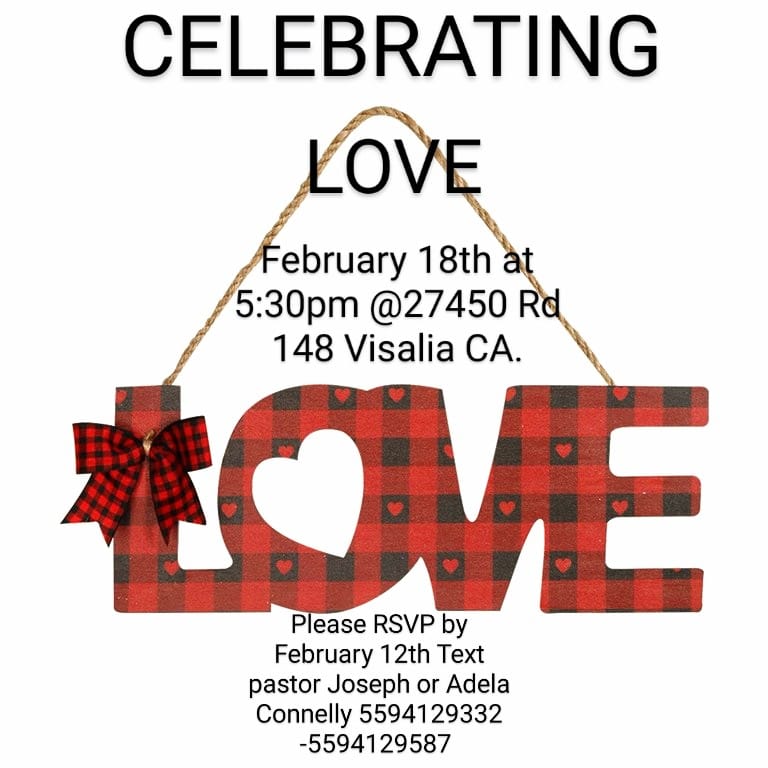 CELEBRATING
LOVE
February 18th at
5:30pm @27450 Rd
148 Visalia CA.
LOVE
Please RSVP by
February 12th Text
pastor Joseph or Adela
Connelly 5594129332
-5594129587